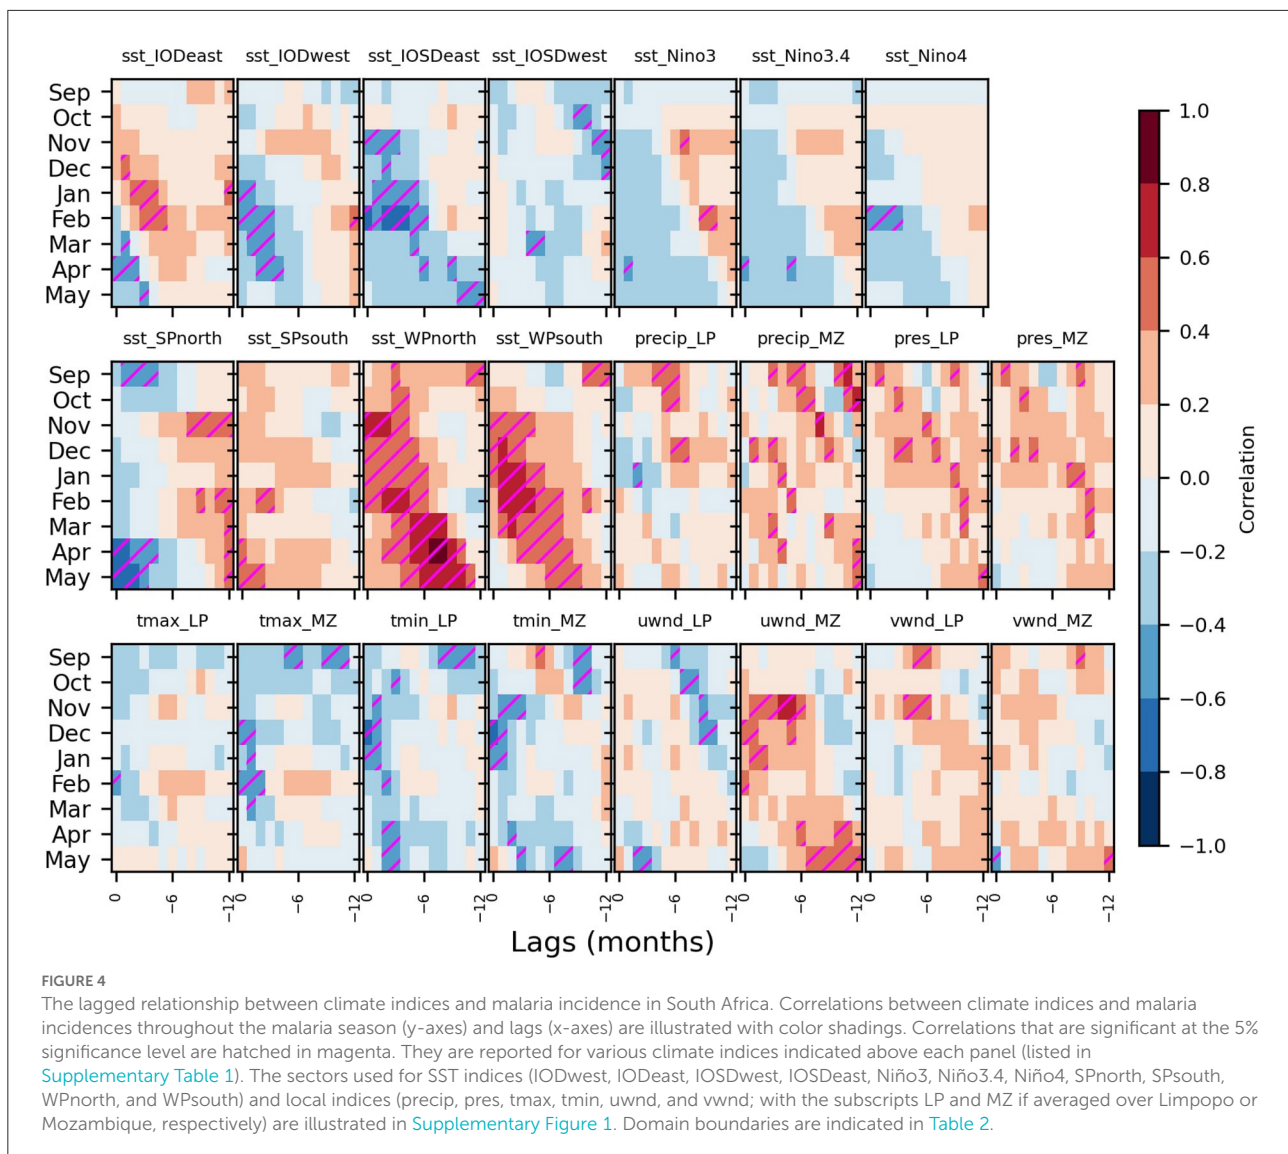 sst_IODeast sst_IODwest sst_IOSDeast sst_IOSDwest sst_Nino3 sst_Nino3.4 sst_Nino4
Sep
Oct
Nov
Dec
Jan
Feb
Mar
Apr
May
sst_SPnorth sst_SPsouth sst_WPnorth sst_WPsouth precip_LP precip_MZ pres_LP pres_MZ
Sep
Oct
Nov
Dec
Jan
Feb
Mar
Apr
May
tmax_LP tmax_MZ tmin_LP tmin_MZ uwnd_LP uwnd_MZ vwnd_LP vwnd_MZ
Sep
Oct
Nov
Dec
Jan
Feb
Mar
Apr
May
0 −6 −12 0 −6 −12 0 −6 −12 0 −6 −12 0 −6 −12 0 −6 −12 0 −6 −12 0 −6 −12
Lags (months)
1.0
0.8
0.6
0.4
0.2
0.0
−0.2
−0.4
−0.6
−0.8
−1.0
Correlation
FIGURE 4
The lagged relationship between climate indices and malaria incidence in South Africa. Correlations between climate indices and malaria
incidences throughout the malaria season (y-axes) and lags (x-axes) are illustrated with color shadings. Correlations that are significant at the 5%
significance level are hatched in magenta. They are reported for various climate indices indicated above each panel (listed in
Supplementary Table 1). The sectors used for SST indices (IODwest, IODeast, IOSDwest, IOSDeast, Niño3, Niño3.4, Niño4, SPnorth, SPsouth,
WPnorth, and WPsouth) and local indices (precip, pres, tmax, tmin, uwnd, and vwnd; with the subscripts LP and MZ if averaged over Limpopo or
Mozambique, respectively) are illustrated in Supplementary Figure 1. Domain boundaries are indicated in Table 2.